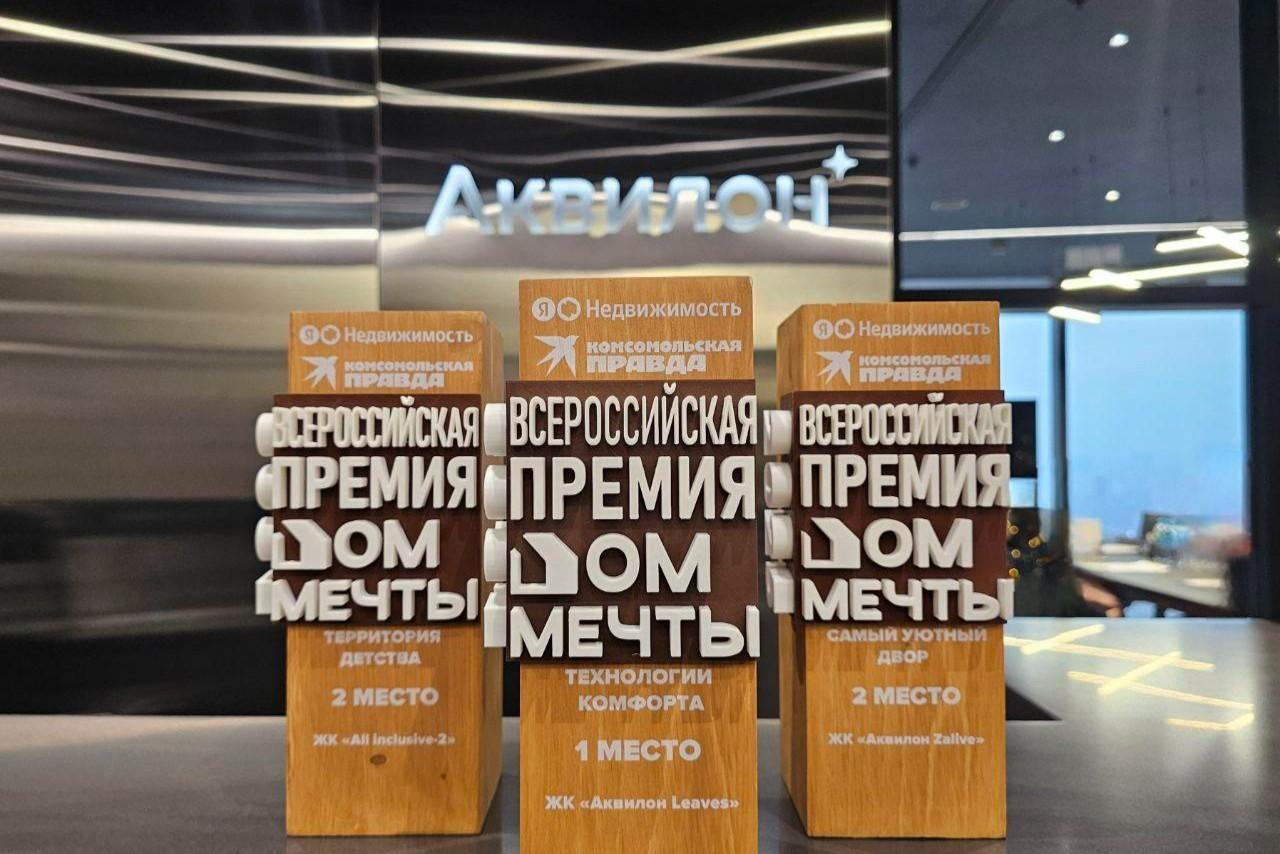 Аквилон
Я Недвижимость
КОМСОМОЛЬСКАЯ
ПРАВДА
ВСЕРОССИЙСКАЯ
ПРЕМИЯ
ДОМ
МЕЧТЫ
ТЕРРИТОРИЯ
ДЕТСТВА
2 МЕСТО
ЖК «All inclusive-2»
Я Недвижимость
КОМСОМОЛЬСКАЯ
ПРАВДА
ВСЕРОССИЙСКАЯ
ПРЕМИЯ
ДОМ
МЕЧТЫ
ТЕХНОЛОГИИ
КОМФОРТА
1 МЕСТО
ЖК «Аквилон Leaves»
Я Недвижимость
КОМСОМОЛЬСКАЯ
ПРАВДА
ВСЕРОССИЙСКАЯ
ПРЕМИЯ
ДОМ
МЕЧТЫ
САМЫЙ УЮТНЫЙ
ДВОР
2 МЕСТО
ЖК «Аквилон Zalive»